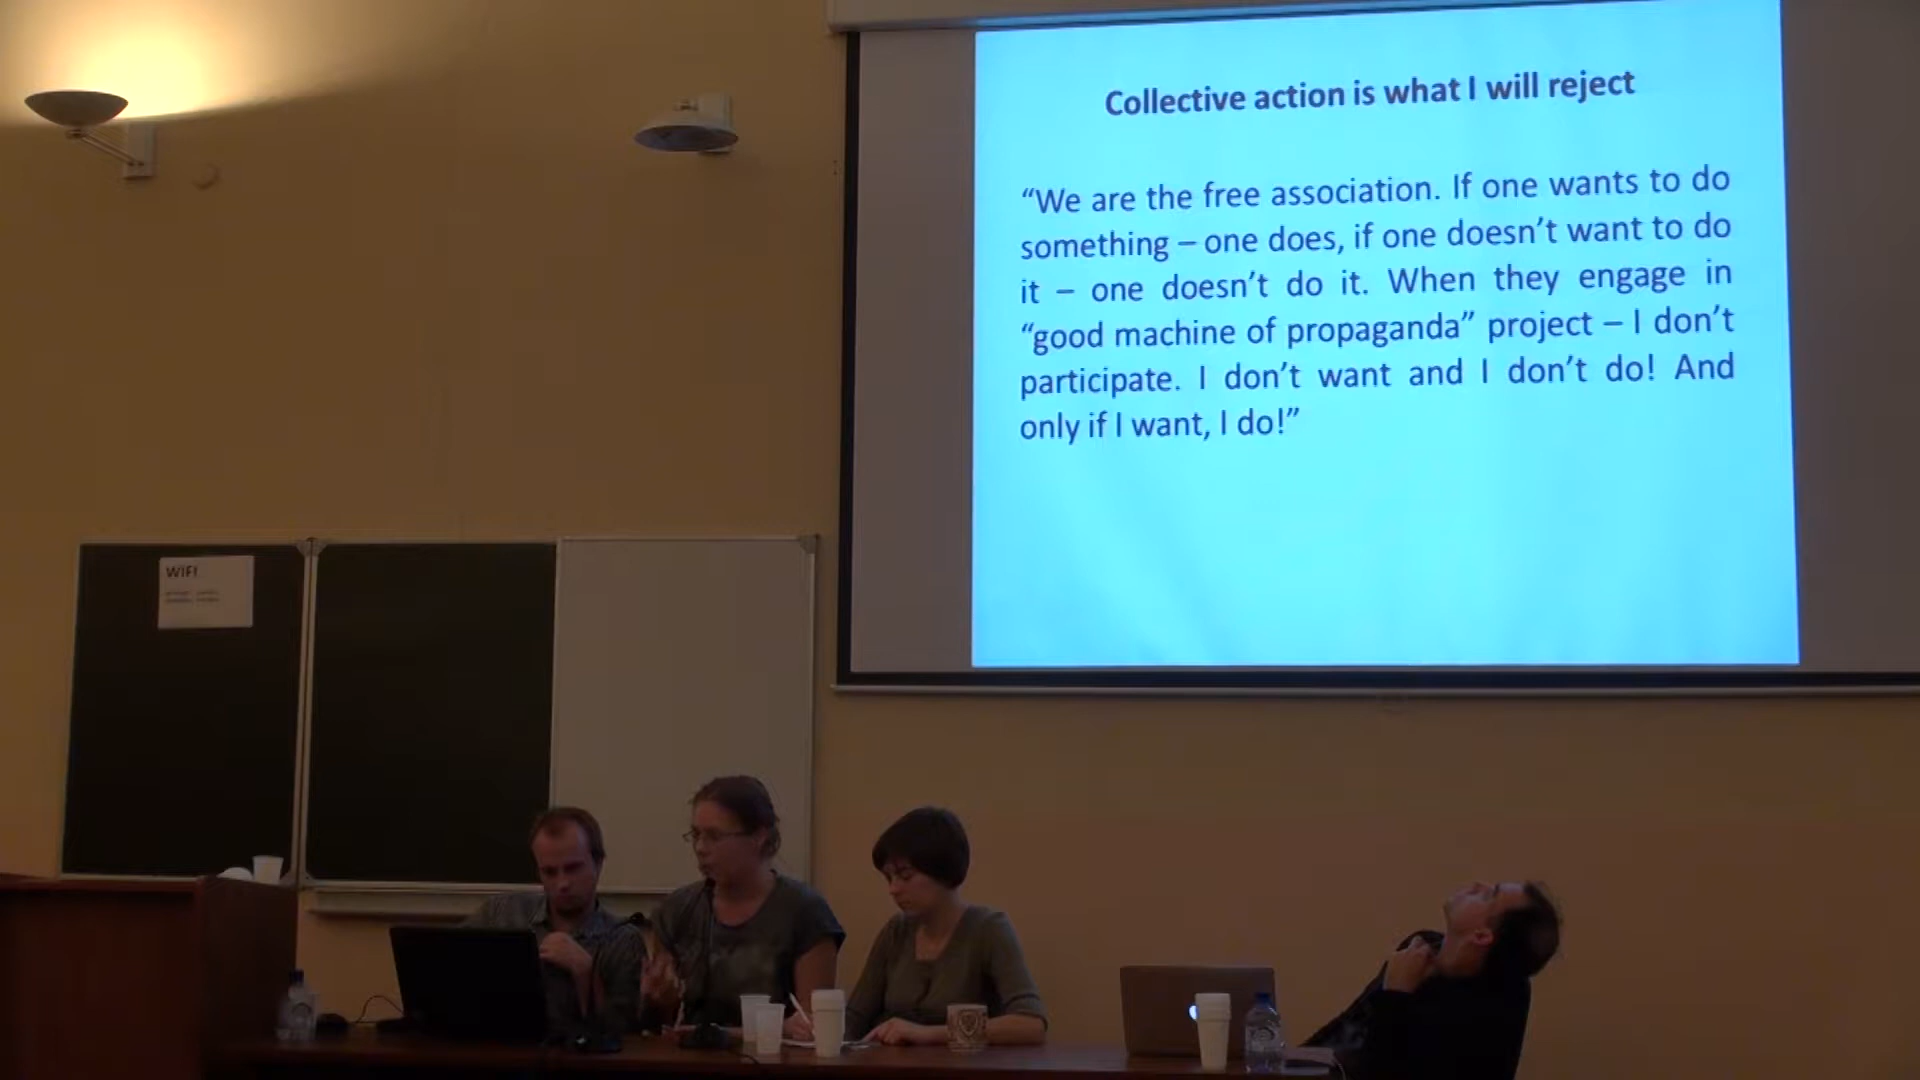 Collective action is what I will reject
“We are the free association. If one wants to do
something – one does, if one doesn’t want to do
it – one doesn’t do it. When they engage in
“good machine of propaganda” project – I don’t
participate. I don’t want and I don’t do! And
only if I want, I do!”
WIFI